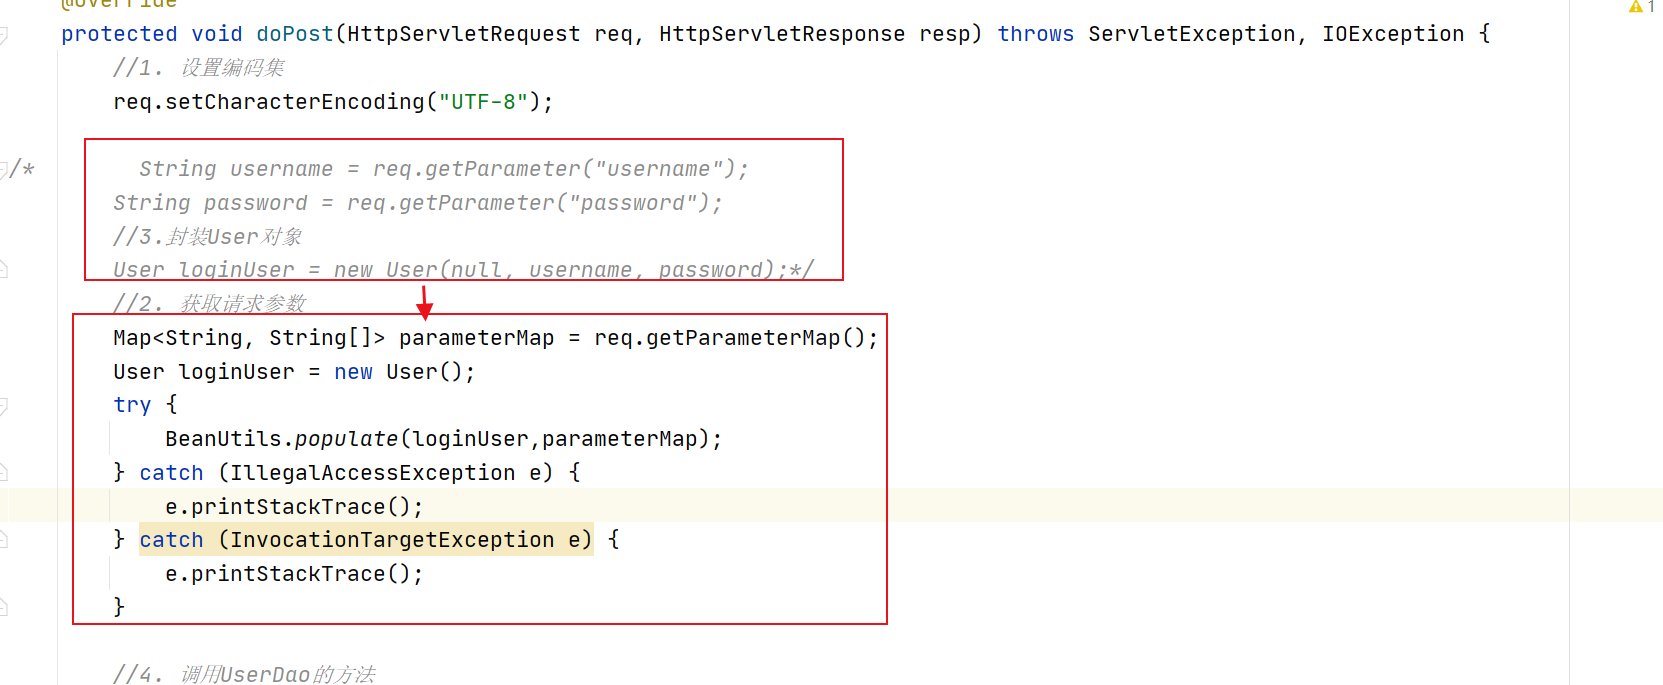 @Override
1
protected void doPost(HttpServletRequest req, HttpServletResponse resp) throws ServletException, IOException {
//1. 设置编码集
req.setCharacterEncoding("UTF-8");
/* String username = req.getParameter("username");
String password = req.getParameter("password");
//3.封装User对象
User loginUser = new User(null, username, password);*/
//2. 获取请求参数
Map<String, String[]> parameterMap = req.getParameterMap();
User loginUser = new User();
try {
BeanUtils.populate(loginUser,parameterMap);
} catch (IllegalAccessException e) {
e.printStackTrace();
} catch (InvocationTargetException e) {
e.printStackTrace();
}
//4. 调用UserDao的方法